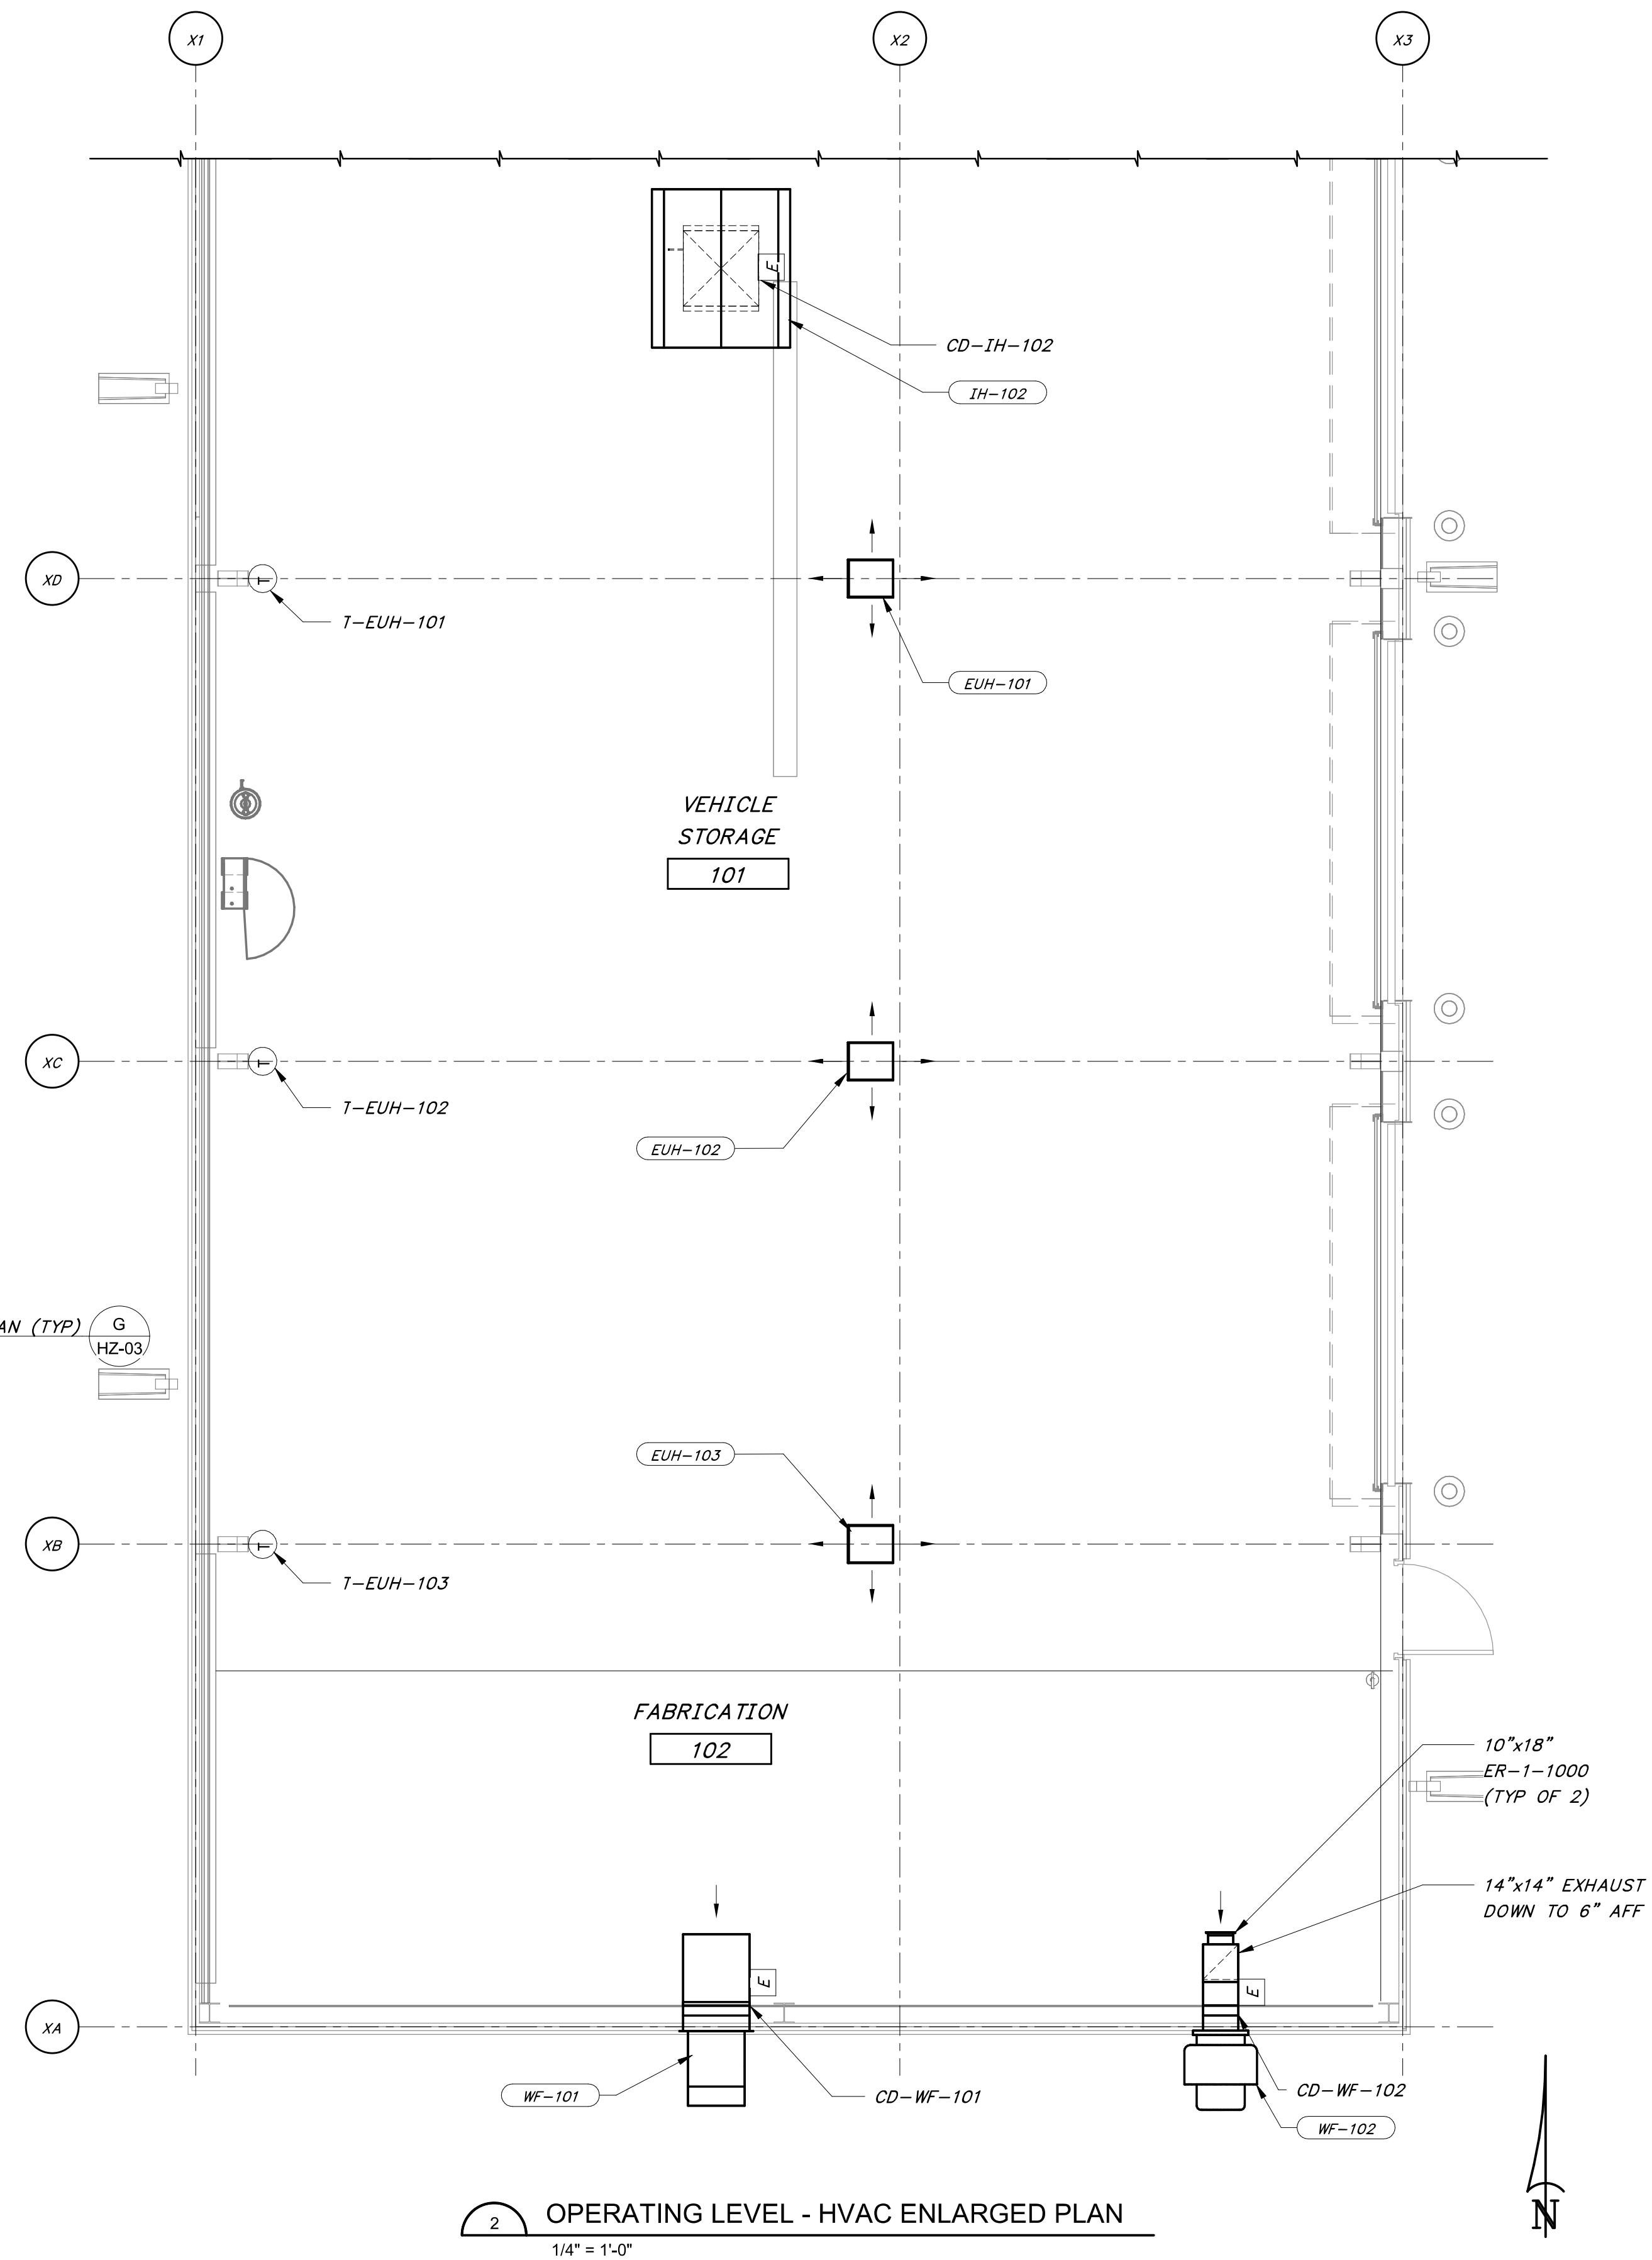 X1
X2
X3
E
CD-IH-102
IH-102
XD
T
T-EUH-101
EUH-101
VEHICLE
STORAGE
101
XC
T
T-EUH-102
EUH-102
(TYP)
G
HZ-03
EUH-103
XB
T
T-EUH-103
FABRICATION
102
10"x18"
ER-1-1000
(TYP OF 2)
14"x14" EXHAUST
DOWN TO 6" AFF
E
E
XA
WF-101
CD-WF-101
CD-WF-102
WF-102
N
2
OPERATING LEVEL - HVAC ENLARGED PLAN
1/4" = 1'-0"